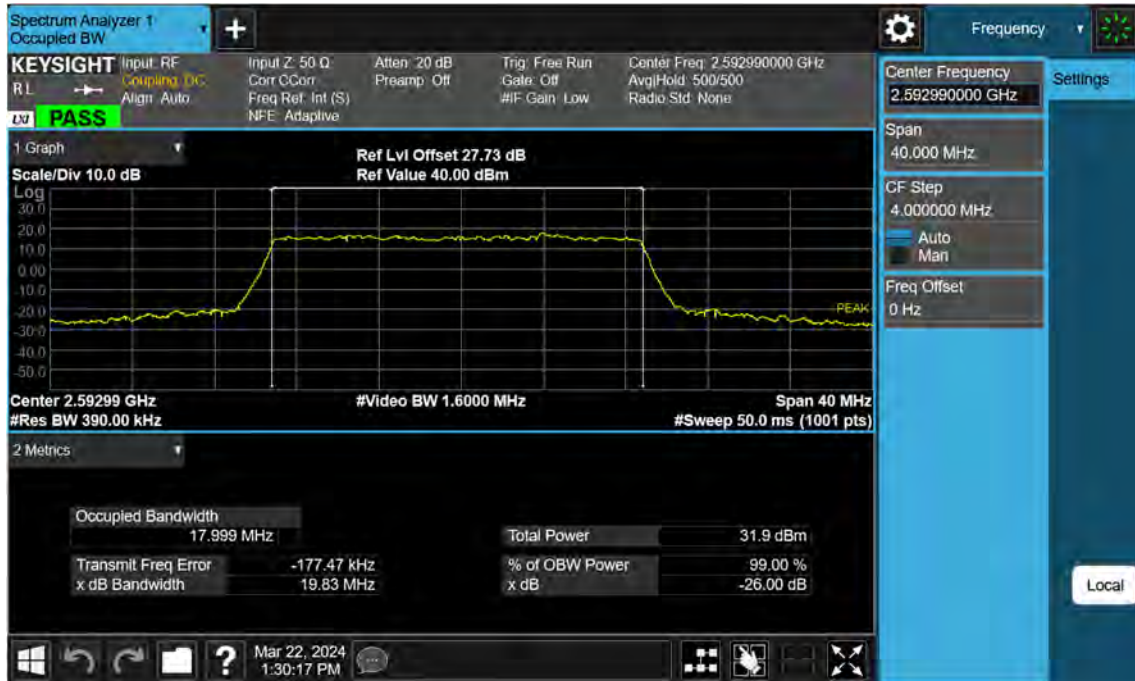 Spectrum Analyzer 1
Occupied BW
Frequency
KEYSIGHT Input: RF Input Z: 50 Ω Atten: 20 dB Trig: Free Run Center Freq: 2.592990000 GHz
RL Coupling: DC Corr CCorr Preamp: Off Gate: Off Avg|Hold: 500/500
Align: Auto Freq Ref: Int (S) #IF Gain: Low Radio Std: None
LXI PASS NFE: Adaptive
Center Frequency
2.592990000 GHz
Settings
Span
40.000 MHz
CF Step
4.000000 MHz
Auto
Man
Freq Offset
0 Hz
1 Graph
Ref Lvl Offset 27.73 dB
Scale/Div 10.0 dB Ref Value 40.00 dBm
Log
30.0
20.0
10.0
0.00
-10.0
-20.0
-30.0
-40.0
-50.0
PEAK
Center 2.59299 GHz #Video BW 1.6000 MHz Span 40 MHz
#Res BW 390.00 kHz #Sweep 50.0 ms (1001 pts)
2 Metrics
Occupied Bandwidth
17.999 MHz
Total Power 31.9 dBm
Transmit Freq Error -177.47 kHz % of OBW Power 99.00 %
x dB Bandwidth 19.83 MHz x dB -26.00 dB
Local
? Mar 22, 2024
1:30:17 PM